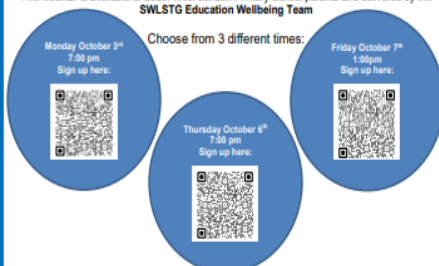 SWLSTG Education Wellbeing Team
Choose from 3 different times:
Monday October 3rd
7:00 pm
Sign up here:
Friday October 7th
1:00pm
Sign up here:
Thursday October 6th
7:00 pm
Sign up here: